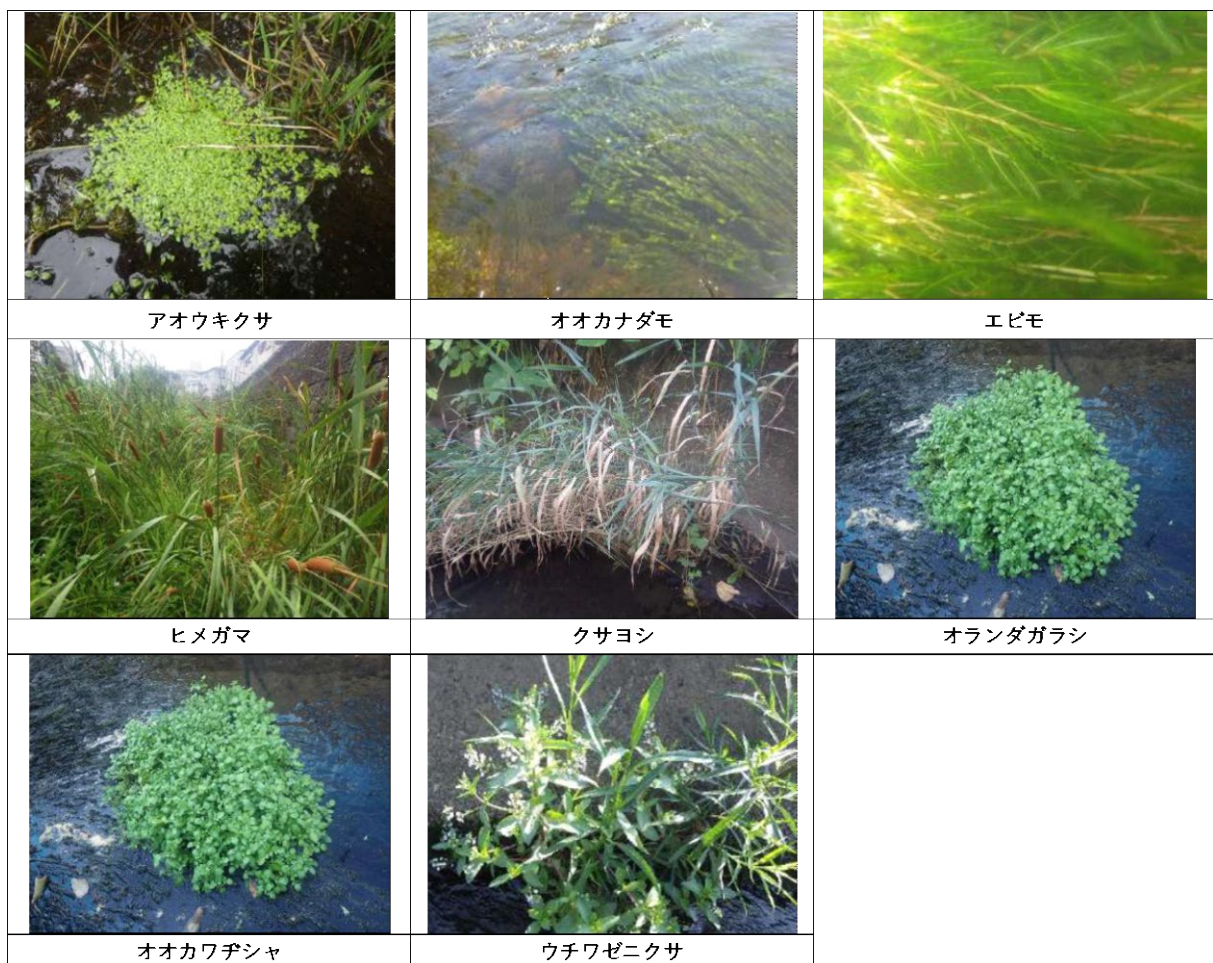 アオウキクサ
オオカナダモ
エビモ
ヒメガマ
クサヨシ
オランダガラシ
オオカワヂシャ
ウチワゼニクサ